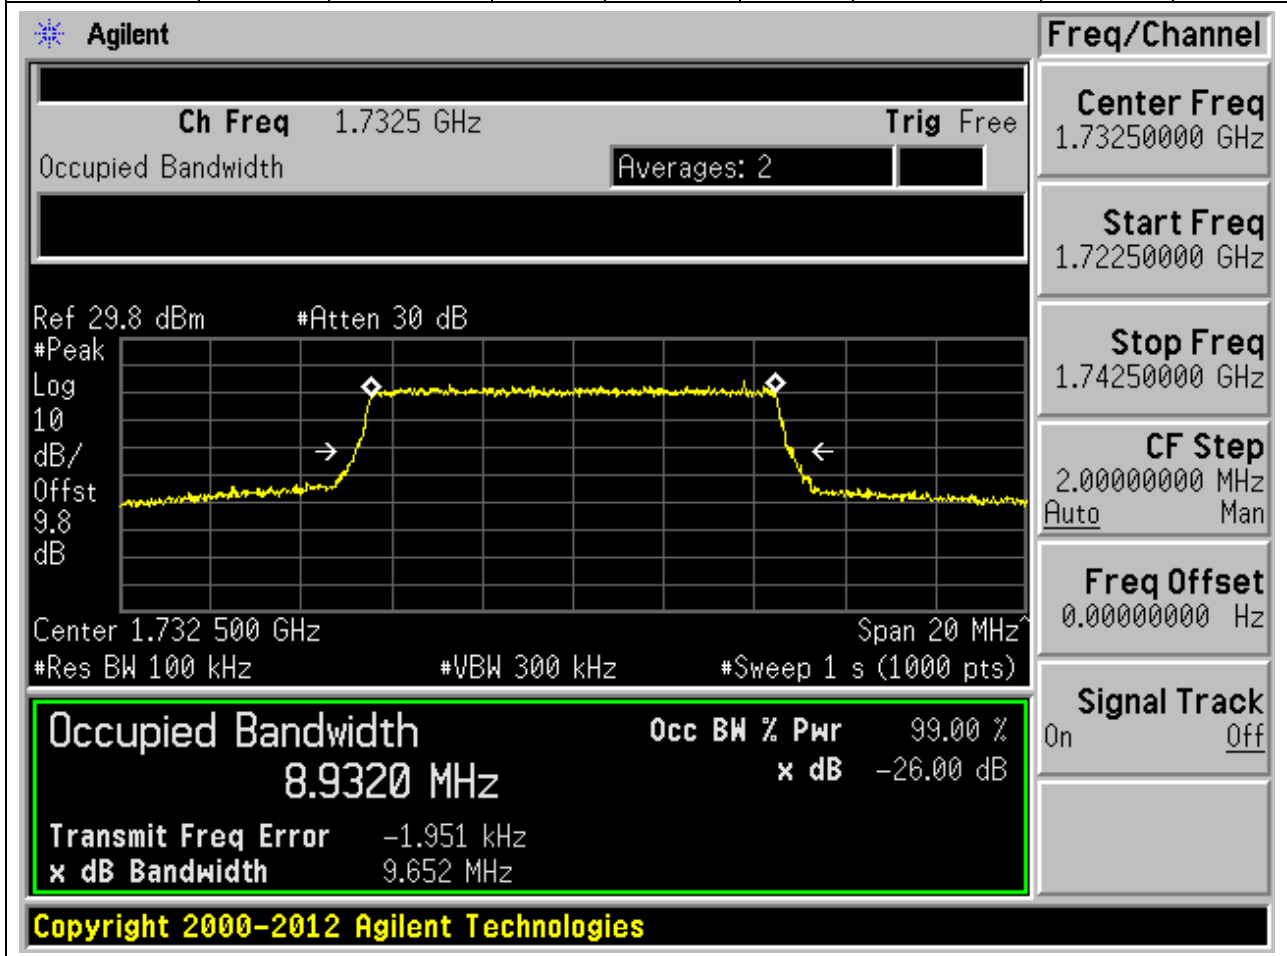 Agilent
Freq/Channel
Ch Freq 1.7325 GHz Trig Free
Occupied Bandwidth Averages: 2
Center Freq
1.73250000 GHz
Start Freq
1.72250000 GHz
Stop Freq
1.74250000 GHz
CF Step
2.00000000 MHz
Auto Man
Freq Offset
0.00000000 Hz
Signal Track
On Off
Ref 29.8 dBm #Atten 30 dB
#Peak
Log
10
dB/
Offst
9.8
dB
Center 1.732 500 GHz Span 20 MHz^
#Res BW 100 kHz #VBW 300 kHz #Sweep 1 s (1000 pts)
Occupied Bandwidth Occ BW % Pwr 99.00 %
8.9320 MHz x dB -26.00 dB
Transmit Freq Error -1.951 kHz
x dB Bandwidth 9.652 MHz
Copyright 2000-2012 Agilent Technologies